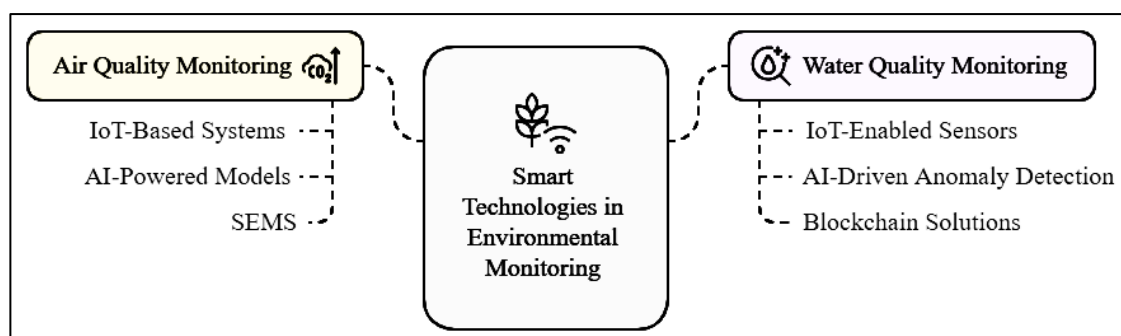 Air Quality Monitoring CO₂
IoT-Based Systems
AI-Powered Models
SEMS
Smart
Technologies in
Environmental
Monitoring
Water Quality Monitoring
IoT-Enabled Sensors
AI-Driven Anomaly Detection
Blockchain Solutions